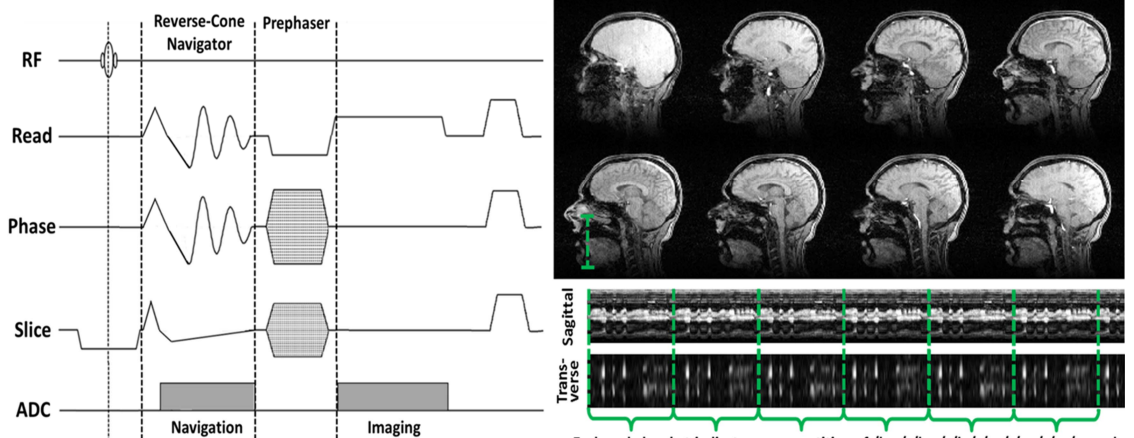 Reverse-Cone
Navigator
Prephaser
RF
Read
Phase
Slice
ADC
Navigation
Imaging
Sagittal
Trans-
verse